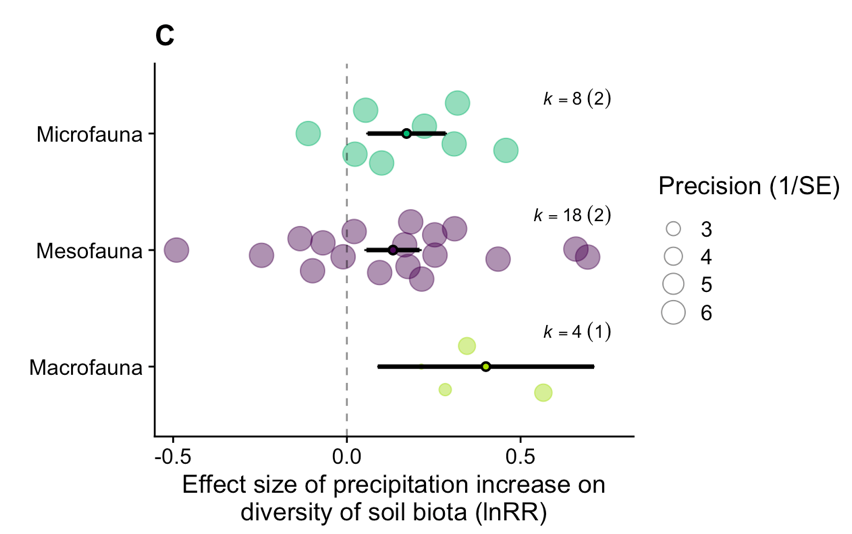 C
k = 8 (2)
Microfauna
Precision (1/SE)
k = 18 (2)
3
Mesofauna
4
5
6
k = 4 (1)
Macrofauna
-0.5 0.0 0.5
Effect size of precipitation increase on
diversity of soil biota (lnRR)